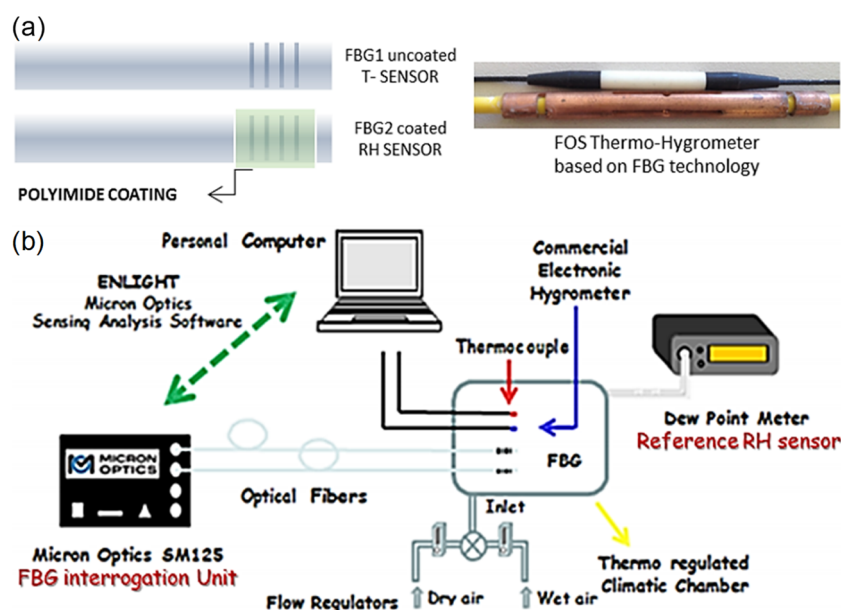 (a)
FBG1 uncoated
T- SENSOR
FBG2 coated
RH SENSOR
POLYIMIDE COATING
FOS Thermo-Hygrometer
based on FBG technology
(b)
Personal Computer
ENLIGHT
Micron Optics
Sensing Analysis Software
Commercial
Electronic
Hygrometer
Thermocouple
Dew Point Meter
Reference RH sensor
MICRON
OPTICS
FBG
Optical Fibers
Inlet
Micron Optics SM125
FBG interrogation Unit
Thermo regulated
Climatic Chamber
Flow Regulators
Dry air
Wet air